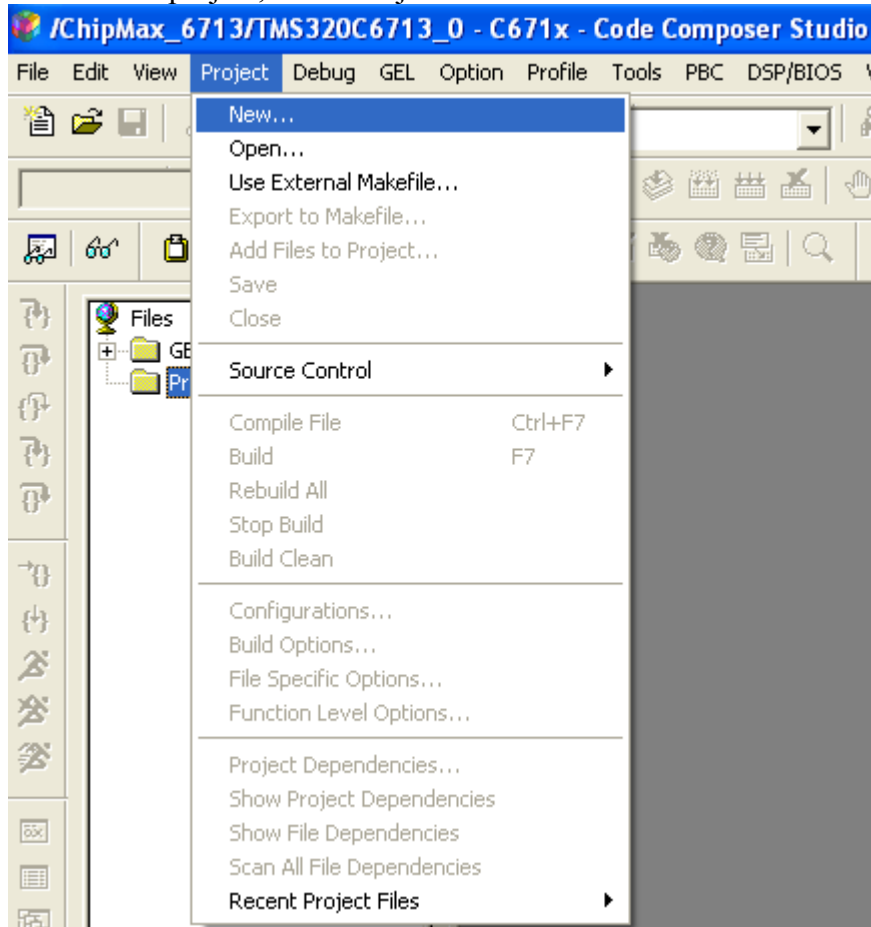 /ChipMax_6713/TMS320C6713_0 - C671x - Code Composer Studio
File Edit View Project Debug GEL Option Profile Tools PBC DSP/BIOS
New...
Open...
Use External Makefile...
Export to Makefile...
Add Files to Project...
Save
Files
Close
GE
Source Control
Pr
Compile File Ctrl+F7
Build F7
Rebuild All
Stop Build
Build Clean
Configurations...
Build Options...
File Specific Options...
Function Level Options...
Project Dependencies...
Show Project Dependencies
Show File Dependencies
Scan All File Dependencies
Recent Project Files